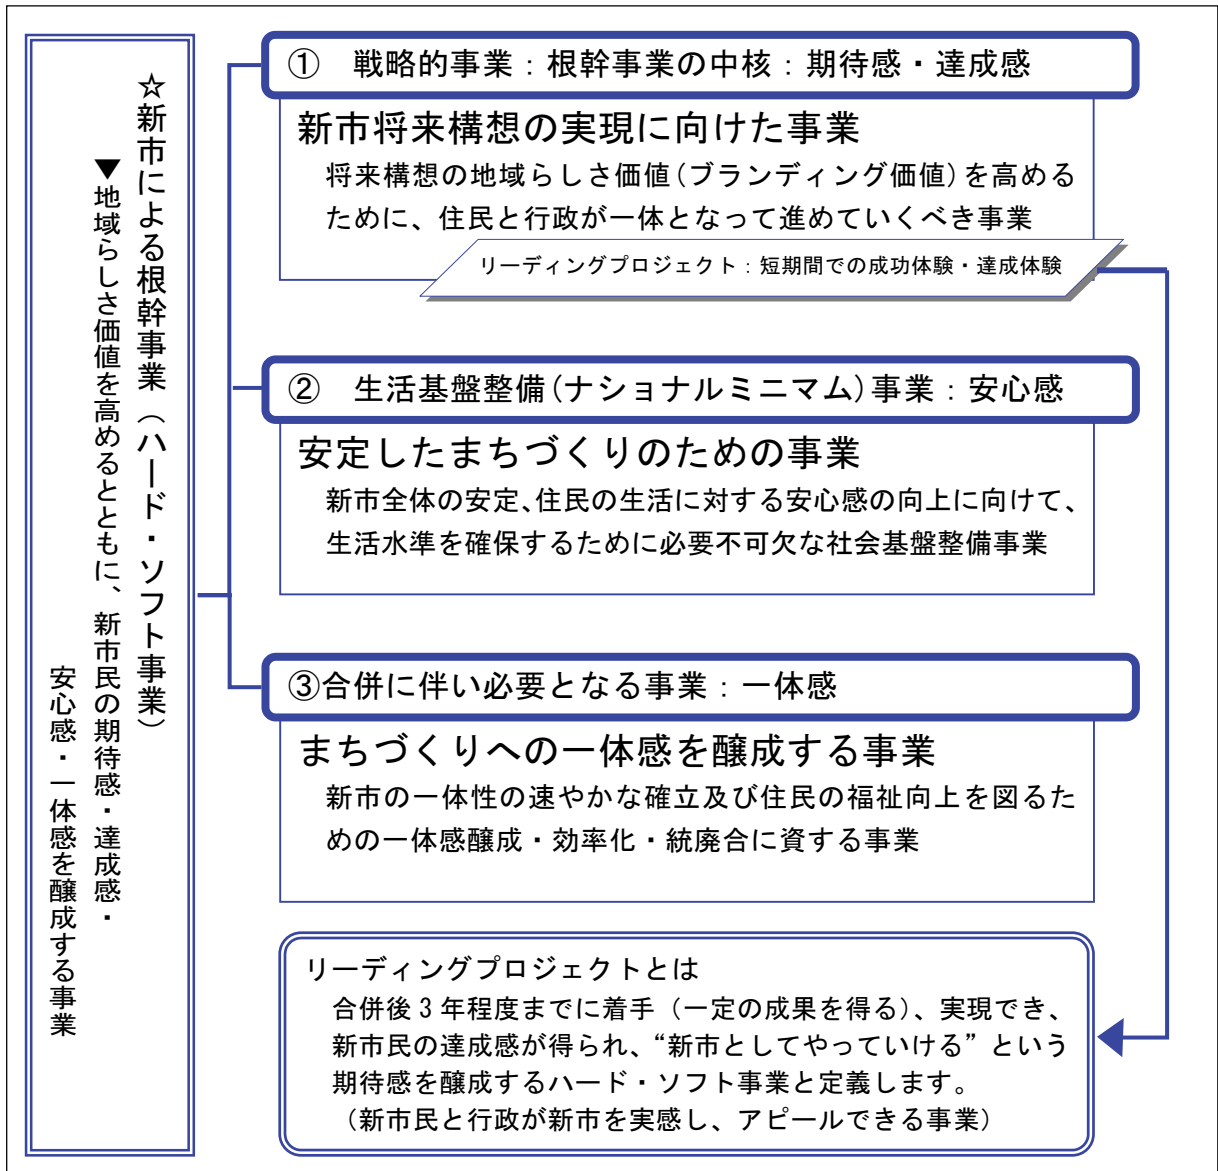 ☆新市による根幹事業（ハード・ソフト事業）
▼地域らしさ価値を高めるとともに、新市民の期待感・達成感・
安心感・一体感を醸成する事業
①　戦略的事業：根幹事業の中核：期待感・達成感
新市将来構想の実現に向けた事業
将来構想の地域らしさ価値（ブランディング価値）を高める
ために、住民と行政が一体となって進めていくべき事業
リーディングプロジェクト：短期間での成功体験・達成体験
②　生活基盤整備（ナショナルミニマム）事業：安心感
安定したまちづくりのための事業
新市全体の安定、住民の生活に対する安心感の向上に向けて、
生活水準を確保するために必要不可欠な社会基盤整備事業
③合併に伴い必要となる事業：一体感
まちづくりへの一体感を醸成する事業
新市の一体性の速やかな確立及び住民の福祉向上を図るた
めの一体感醸成・効率化・統廃合に資する事業
リーディングプロジェクトとは
合併後３年程度までに着手（一定の成果を得る）、実現でき、
新市民の達成感が得られ、“新市としてやっていける”という
期待感を醸成するハード・ソフト事業と定義します。
（新市民と行政が新市を実感し、アピールできる事業）